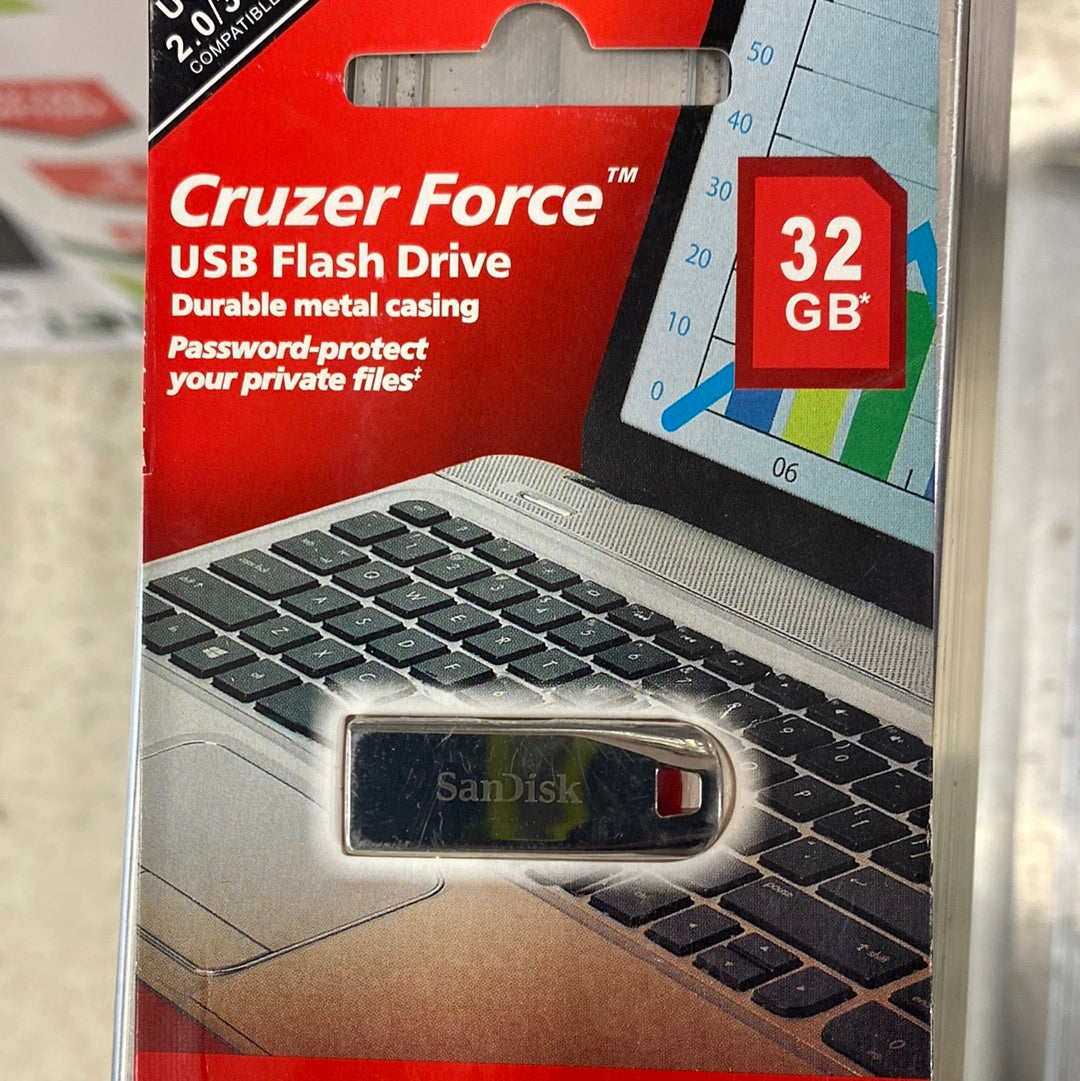 2.0/3
COMPATIBLE
Cruzer Force™
USB Flash Drive
Durable metal casing
Password-protect
your private files‡
32
GB*
50
40
30
20
10
0
06
SanDisk